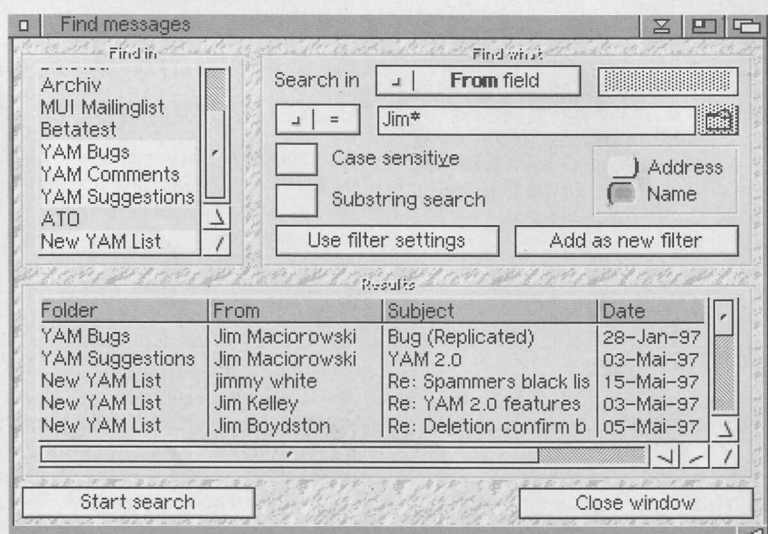 Find messages
Find in
Archiv
MUI Mailinglist
Betatest
YAM Bugs
YAM Comments
YAM Suggestions
ATO
New YAM List
Find what
Search in From field
= Jim*
Case sensitive
Substring search
Address
Name
Use filter settings Add as new filter
Results
Folder From Subject Date
YAM Bugs Jim Maciorowski Bug (Replicated) 28-Jan-97
YAM Suggestions Jim Maciorowski YAM 2.0 03-Mai-97
New YAM List jimmy white Re: Spammers black lis 15-Mai-97
New YAM List Jim Kelley Re: YAM 2.0 features 03-Mai-97
New YAM List Jim Boydston Re: Deletion confirm b 05-Mai-97
Start search Close window